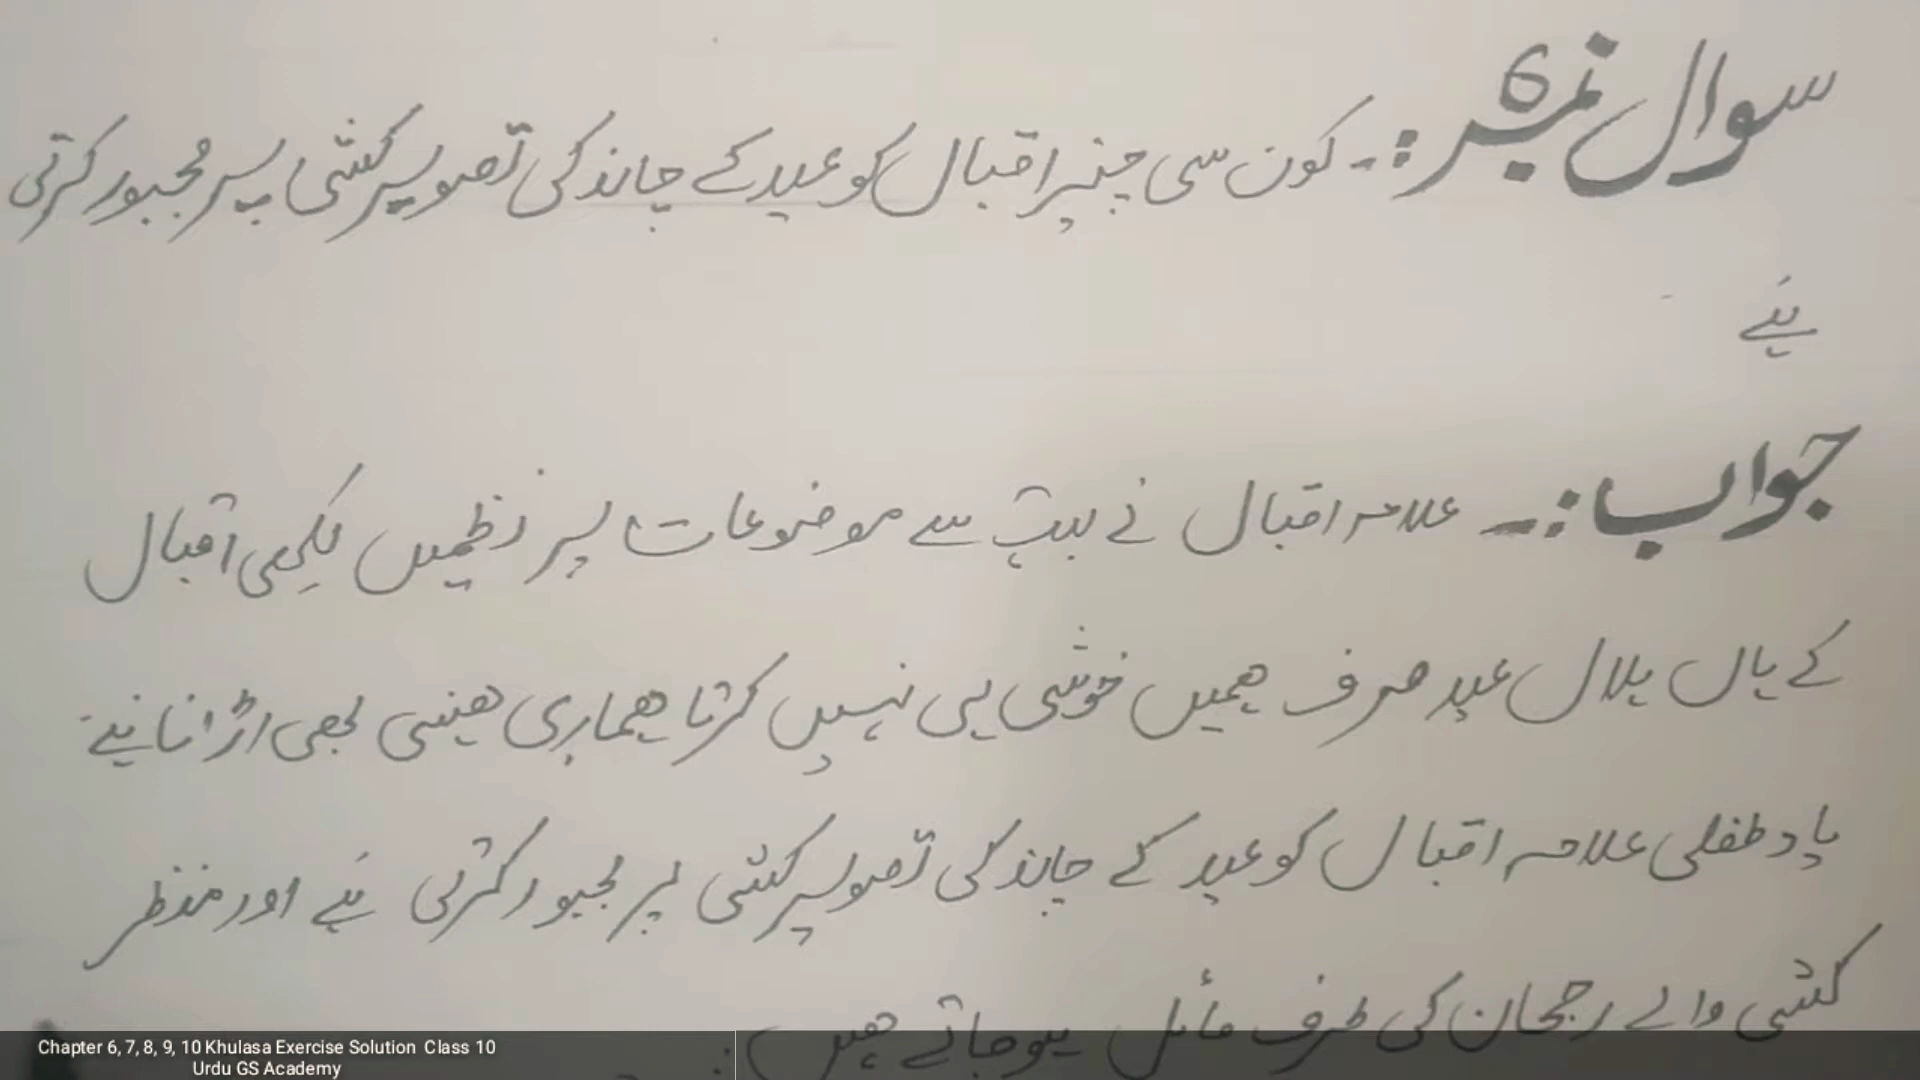 سوال نمبر 6 :۔ کون سی چیز اقبال کو عید کے چاند کی تصویر کشی پر مجبور کرتی
ہے
جواب :۔ علامہ اقبال نے بہت سے موضوعات پر نظمیں لکھی اقبال
کے ہاں ہلال عید صرف ہمیں خوشی ہی نہیں کرتا ہماری ہنسی بھی اڑاتا ہے
یاد طفلی علامہ اقبال کو عید کے چاند کی تصویر کشی پر مجبور کرتی ہے اور منظر
کشی والے رجحان کی طرف مائل ہوجاتے ہیں :
Chapter 6, 7, 8, 9, 10 Khulasa Exercise Solution Class 10
Urdu GS Academy